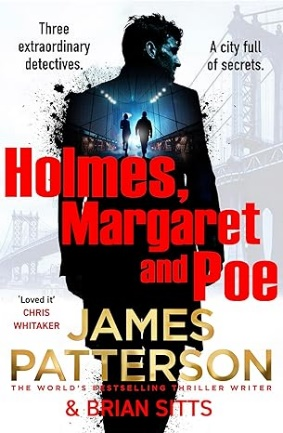 Three
extraordinary
detectives.
A city full
of secrets.
Holmes,
Margaret
and Poe
'Loved it'
CHRIS
WHITAKER
JAMES
PATTERSON
THE WORLD'S BESTSELLING THRILLER WRITER
& BRIAN SITTS